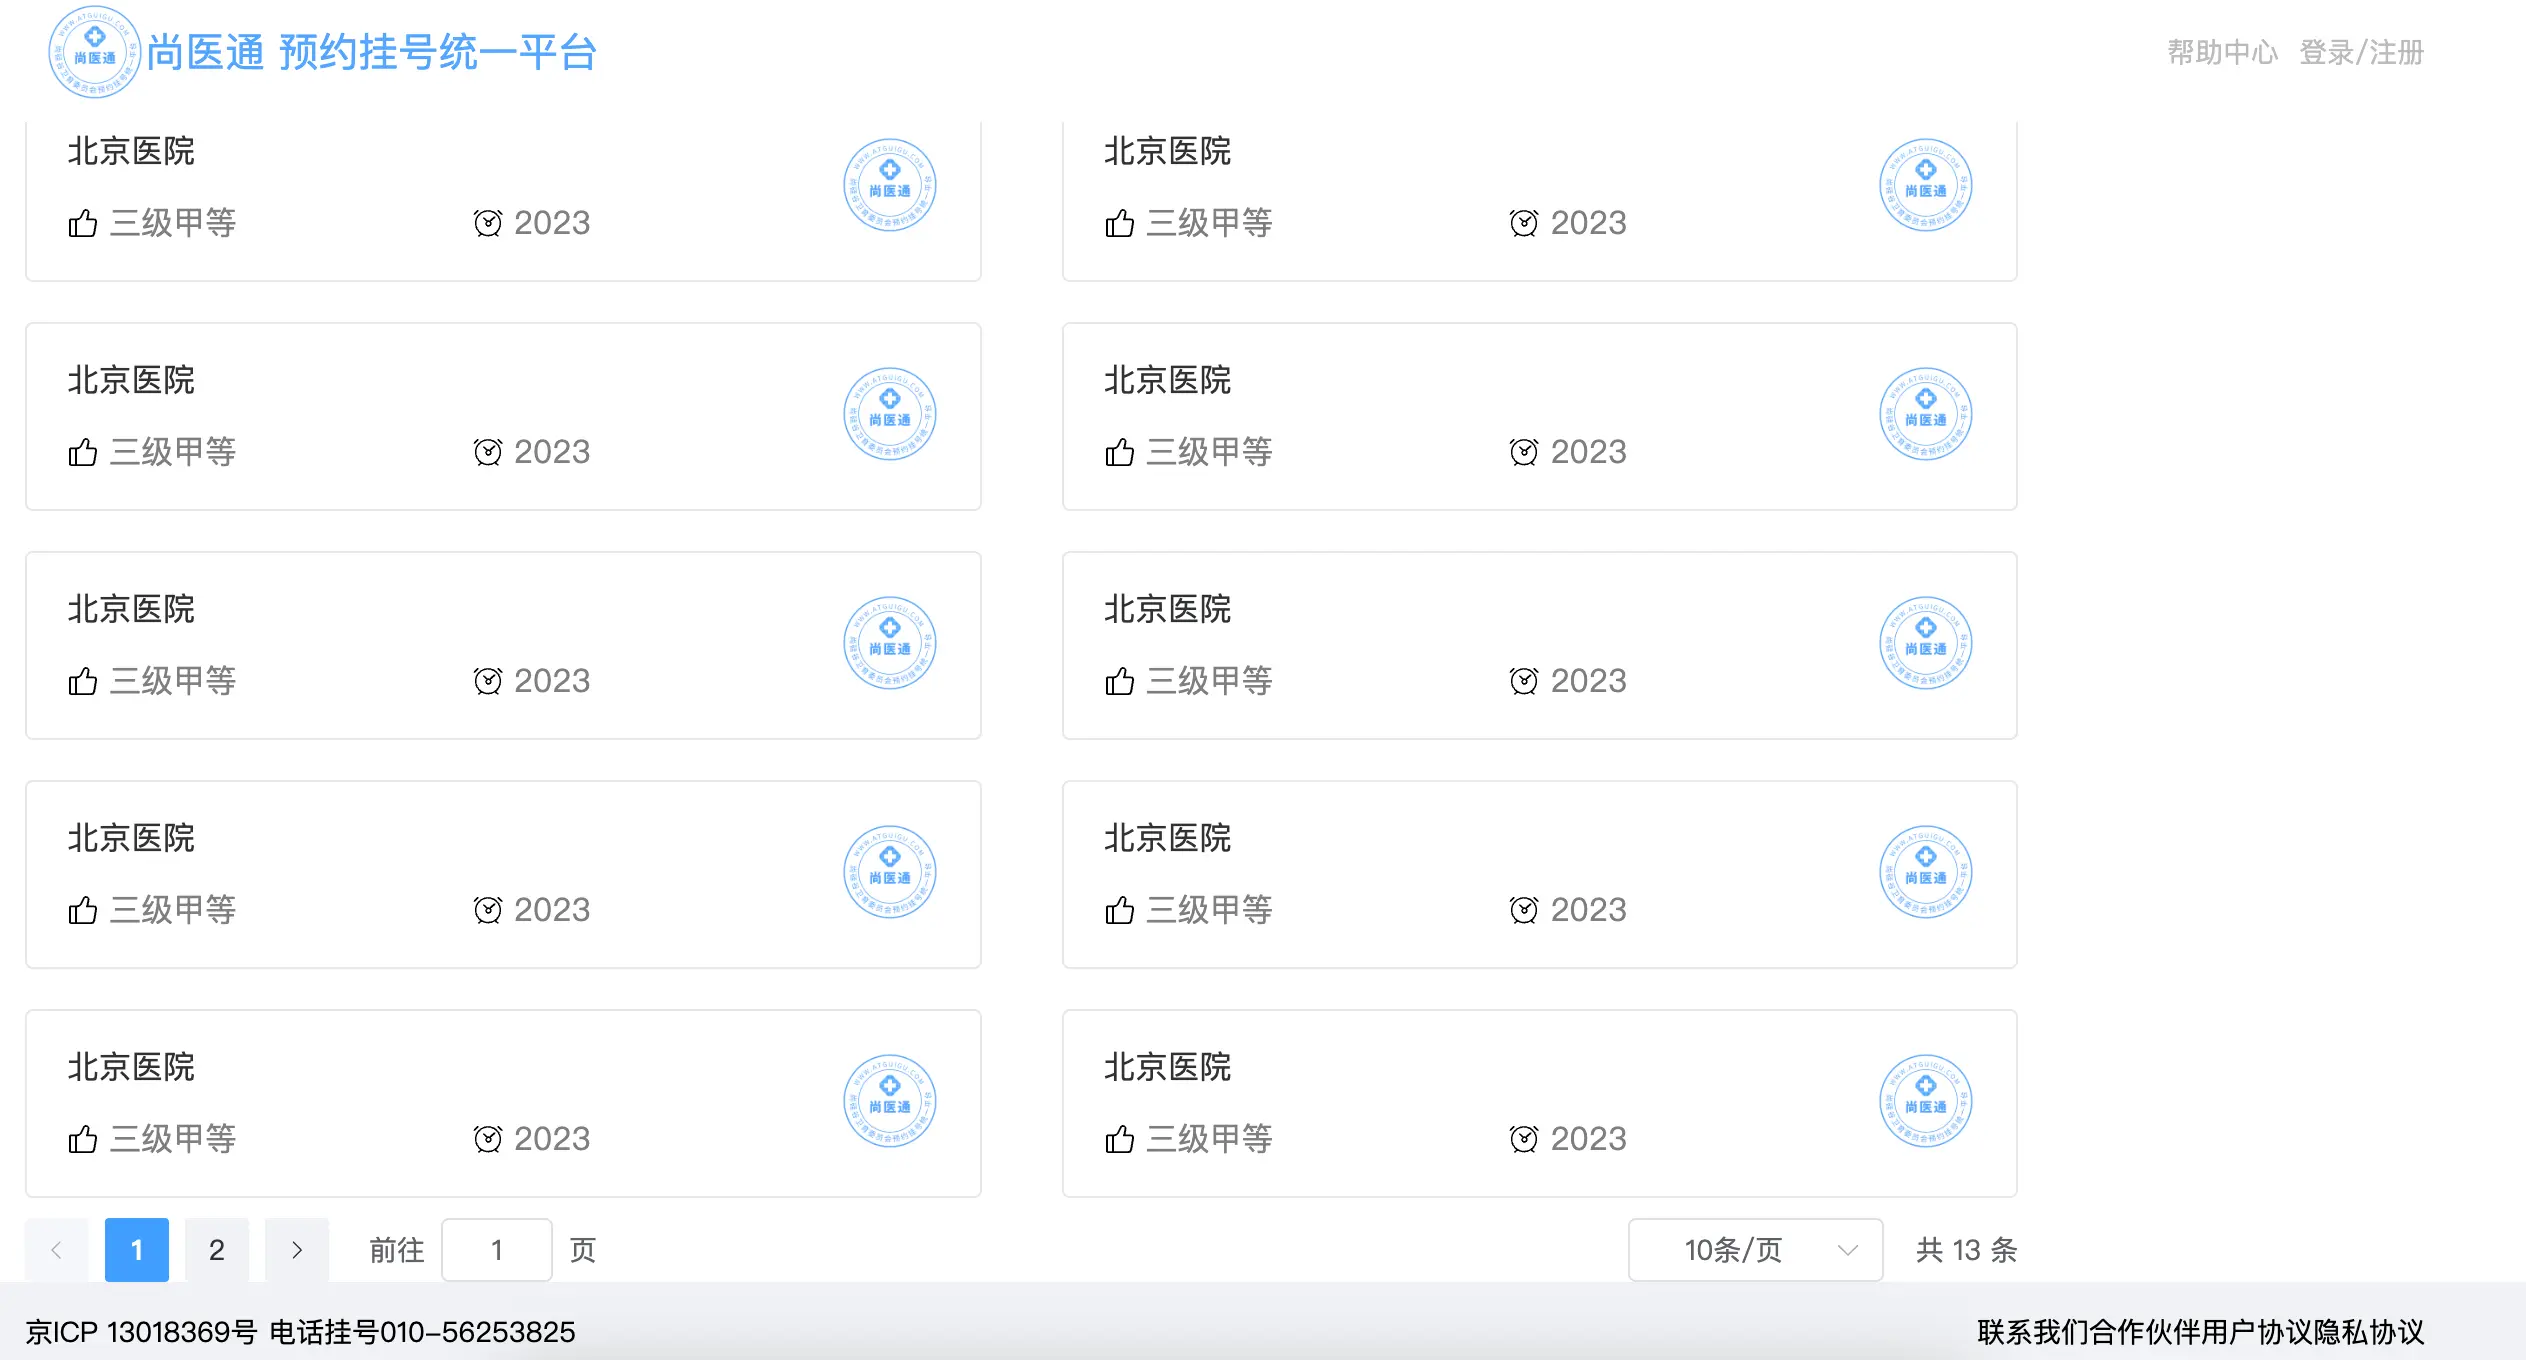 尚医通
尚医通 预约挂号统一平台
帮助中心 登录/注册
北京医院
三级甲等 2023
尚医通
北京医院
三级甲等 2023
尚医通
北京医院
三级甲等 2023
尚医通
北京医院
三级甲等 2023
尚医通
北京医院
三级甲等 2023
尚医通
北京医院
三级甲等 2023
尚医通
北京医院
三级甲等 2023
尚医通
北京医院
三级甲等 2023
尚医通
北京医院
三级甲等 2023
尚医通
北京医院
三级甲等 2023
尚医通
1 2 前往 1 页
10条/页 共 13 条
京ICP 13018369号 电话挂号010-56253825
联系我们合作伙伴用户协议隐私协议